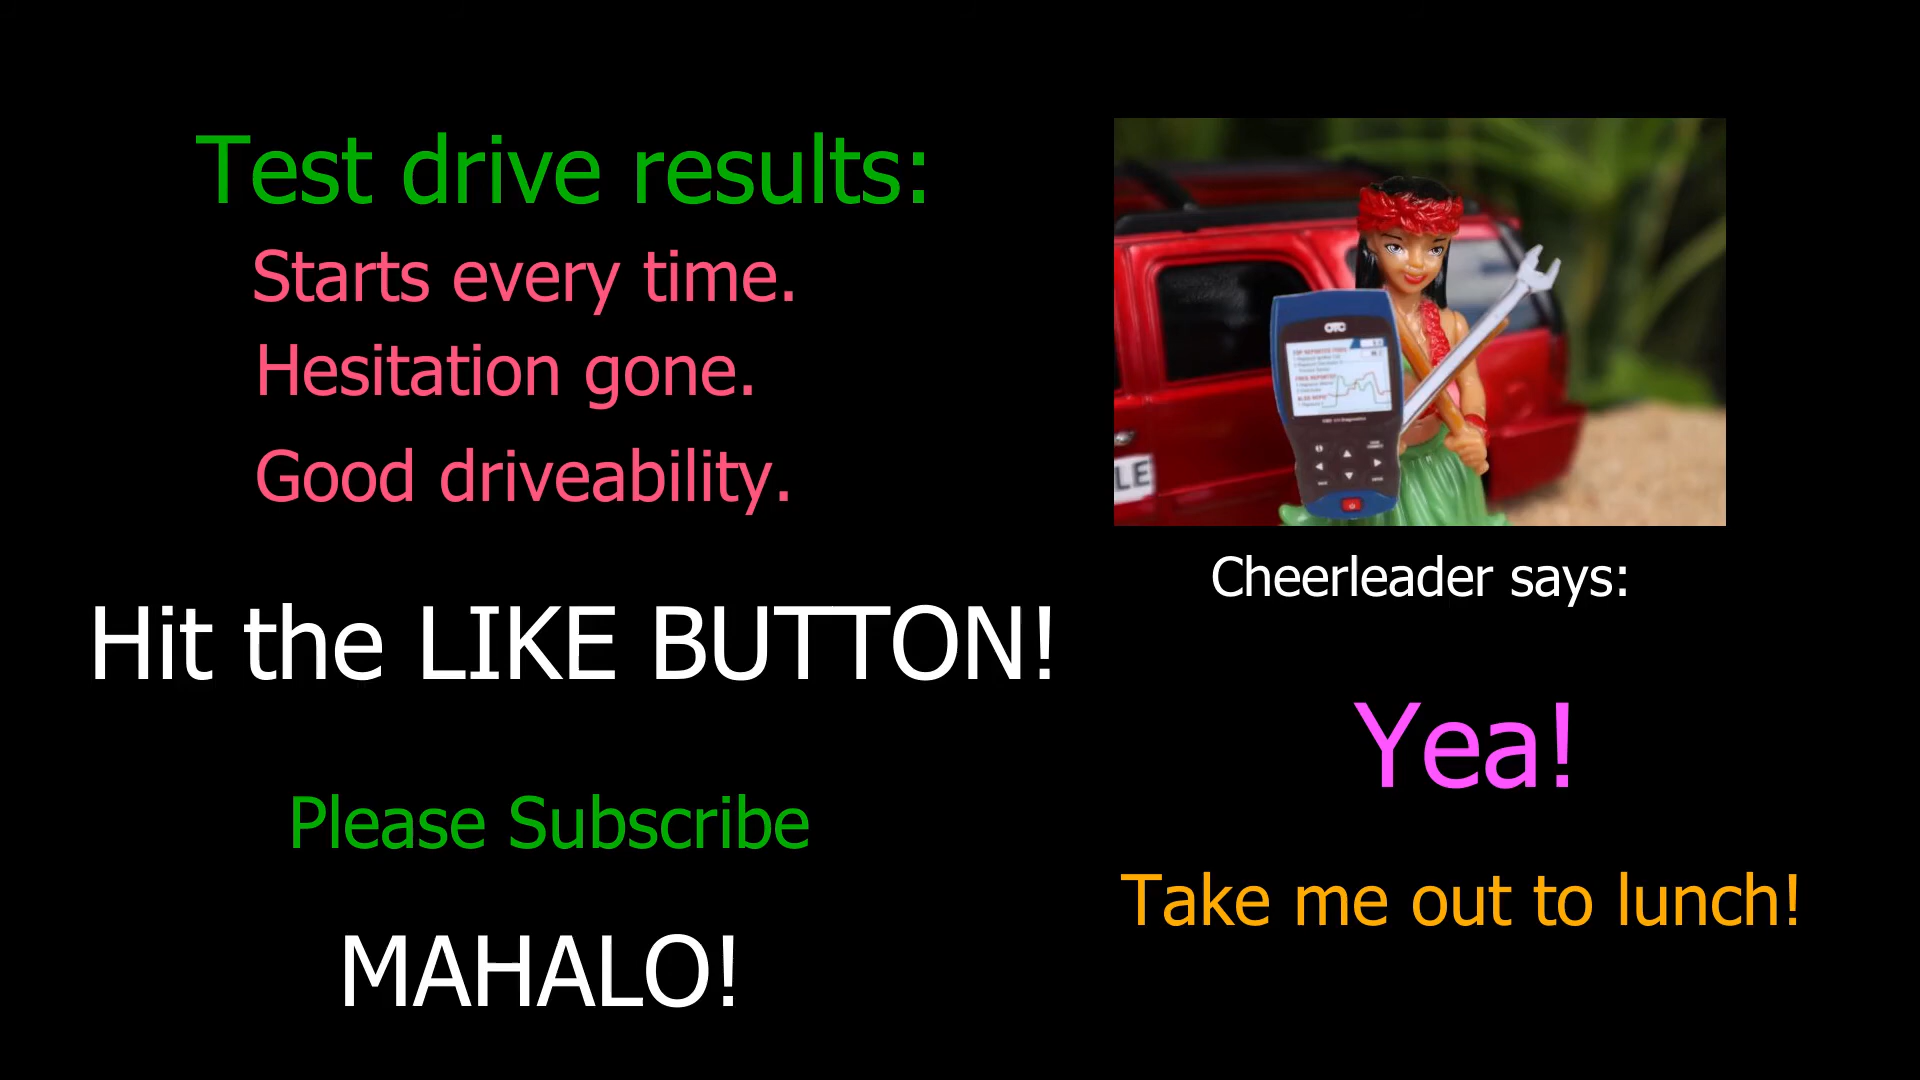 Test drive results:
Starts every time.
Hesitation gone.
Good driveability.
Hit the LIKE BUTTON!
Please Subscribe
MAHALO!
OTC
LE
Cheerleader says:
Yea!
Take me out to lunch!